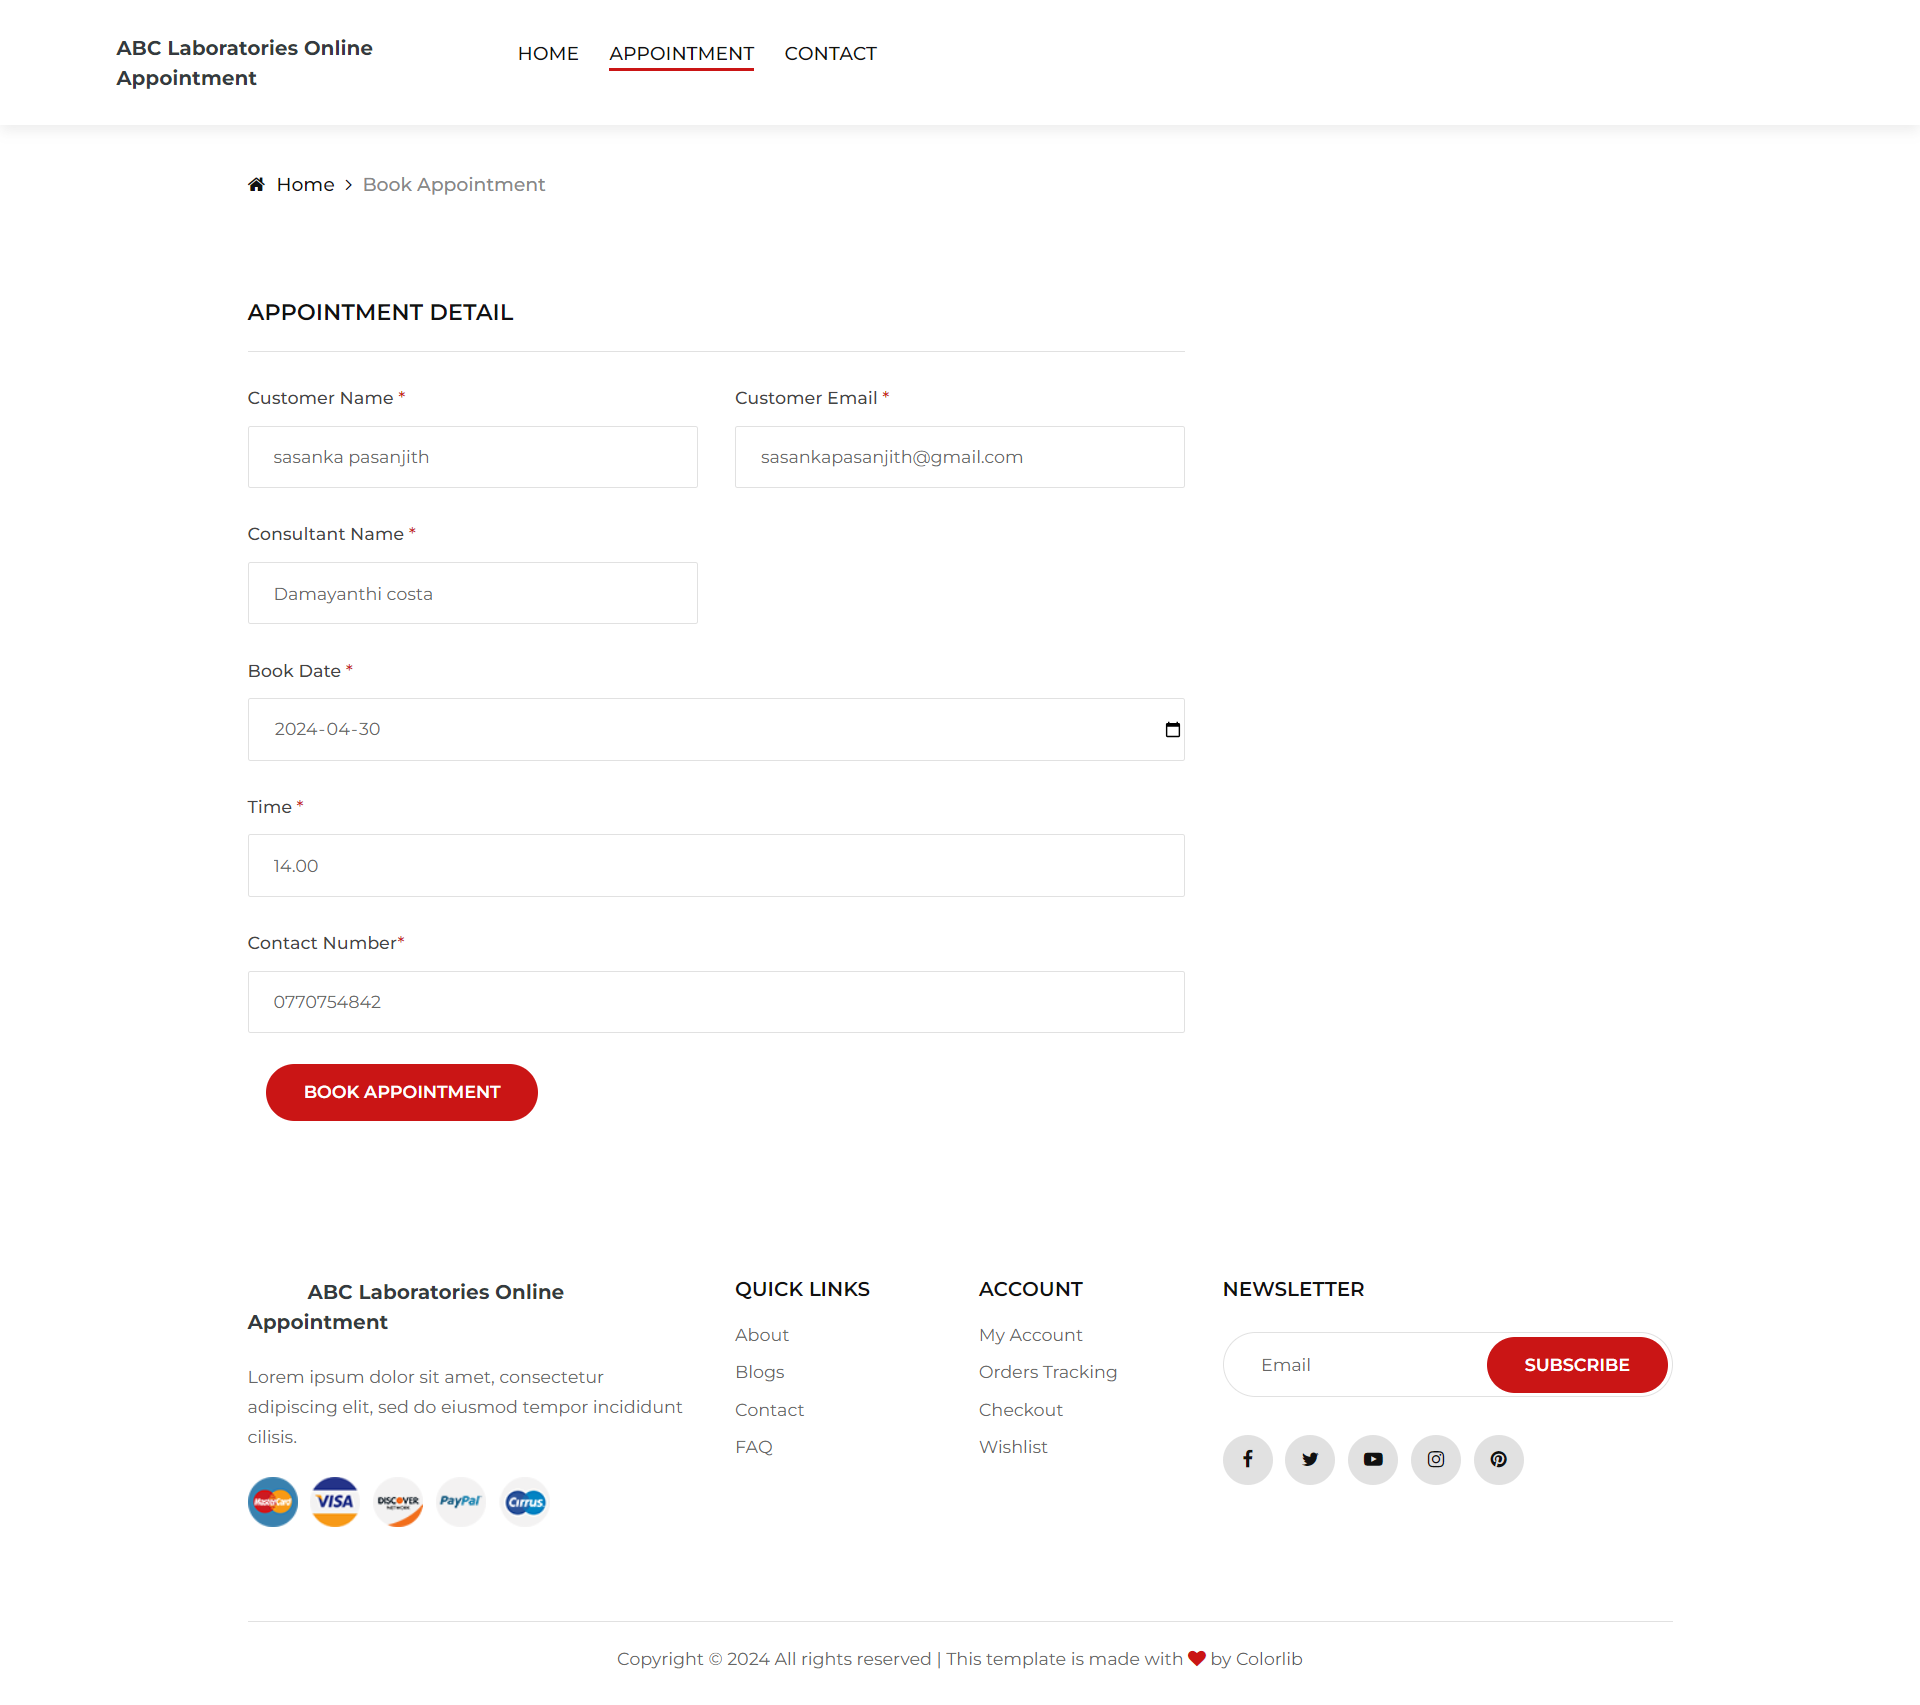 ABC Laboratories Online
Appointment
HOME APPOINTMENT CONTACT
Home > Book Appointment
APPOINTMENT DETAIL
Customer Name * Customer Email *
sasanka pasanjith sasankapasanjith@gmail.com
Consultant Name *
Damayanthi costa
Book Date *
2024-04-30
Time *
14.00
Contact Number*
0770754842
BOOK APPOINTMENT
ABC Laboratories Online
Appointment
Lorem ipsum dolor sit amet, consectetur
adipiscing elit, sed do eiusmod tempor incididunt
cilisis.
MasterCard VISA DISCOVER NETWORK PayPal Cirrus
QUICK LINKS
About
Blogs
Contact
FAQ
ACCOUNT
My Account
Orders Tracking
Checkout
Wishlist
NEWSLETTER
Email SUBSCRIBE
Copyright © 2024 All rights reserved | This template is made with ♥ by Colorlib